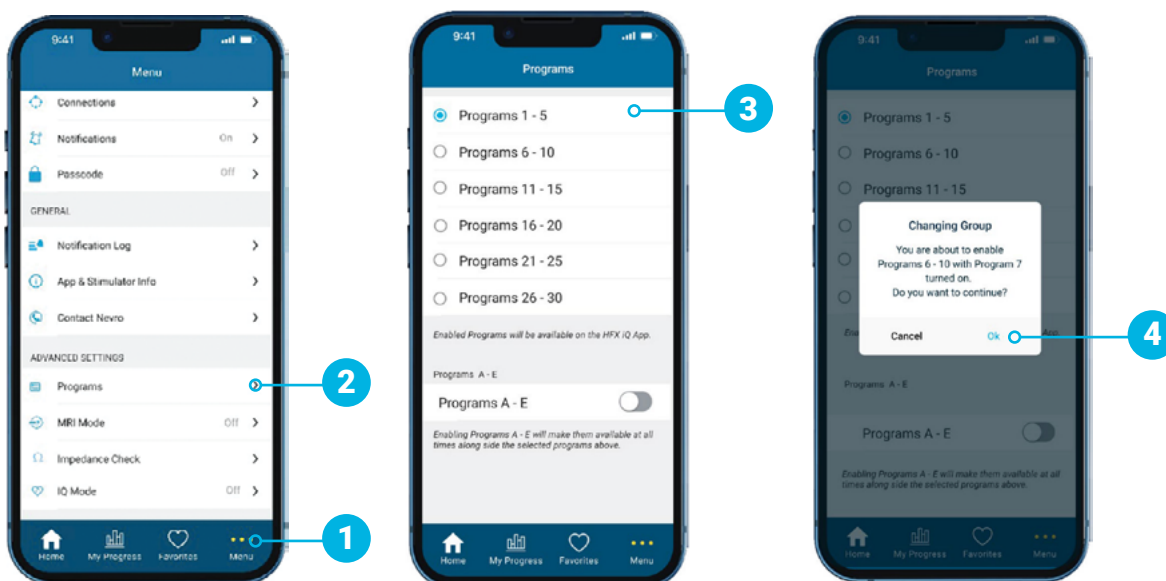 9:41
Menu
Connections
Notifications On
Passcode Off
GENERAL
Notification Log
App & Stimulator Info
Contact Nevro
ADVANCED SETTINGS
Programs
2
MRI Mode Off
Impedance Check
IQ Mode Off
1
Home My Progress Favorites Menu
9:41
Programs
Programs 1 - 5
3
Programs 6 - 10
Programs 11 - 15
Programs 16 - 20
Programs 21 - 25
Programs 26 - 30
Enabled Programs will be available on the HFX iQ App.
Programs A - E
Programs A - E
Enabling Programs A - E will make them available at all
times along side the selected programs above.
Home My Progress Favorites Menu
9:41
Programs
Programs 1 - 5
Programs 6 - 10
Programs 11 - 15
Changing Group
You are about to enable
Programs 6 - 10 with Program 7
turned on.
Do you want to continue?
Cancel Ok
4
App.
Programs A - E
Programs A - E
Enabling Programs A - E will make them available at all
times along side the selected programs above.
Home My Progress Favorites Menu